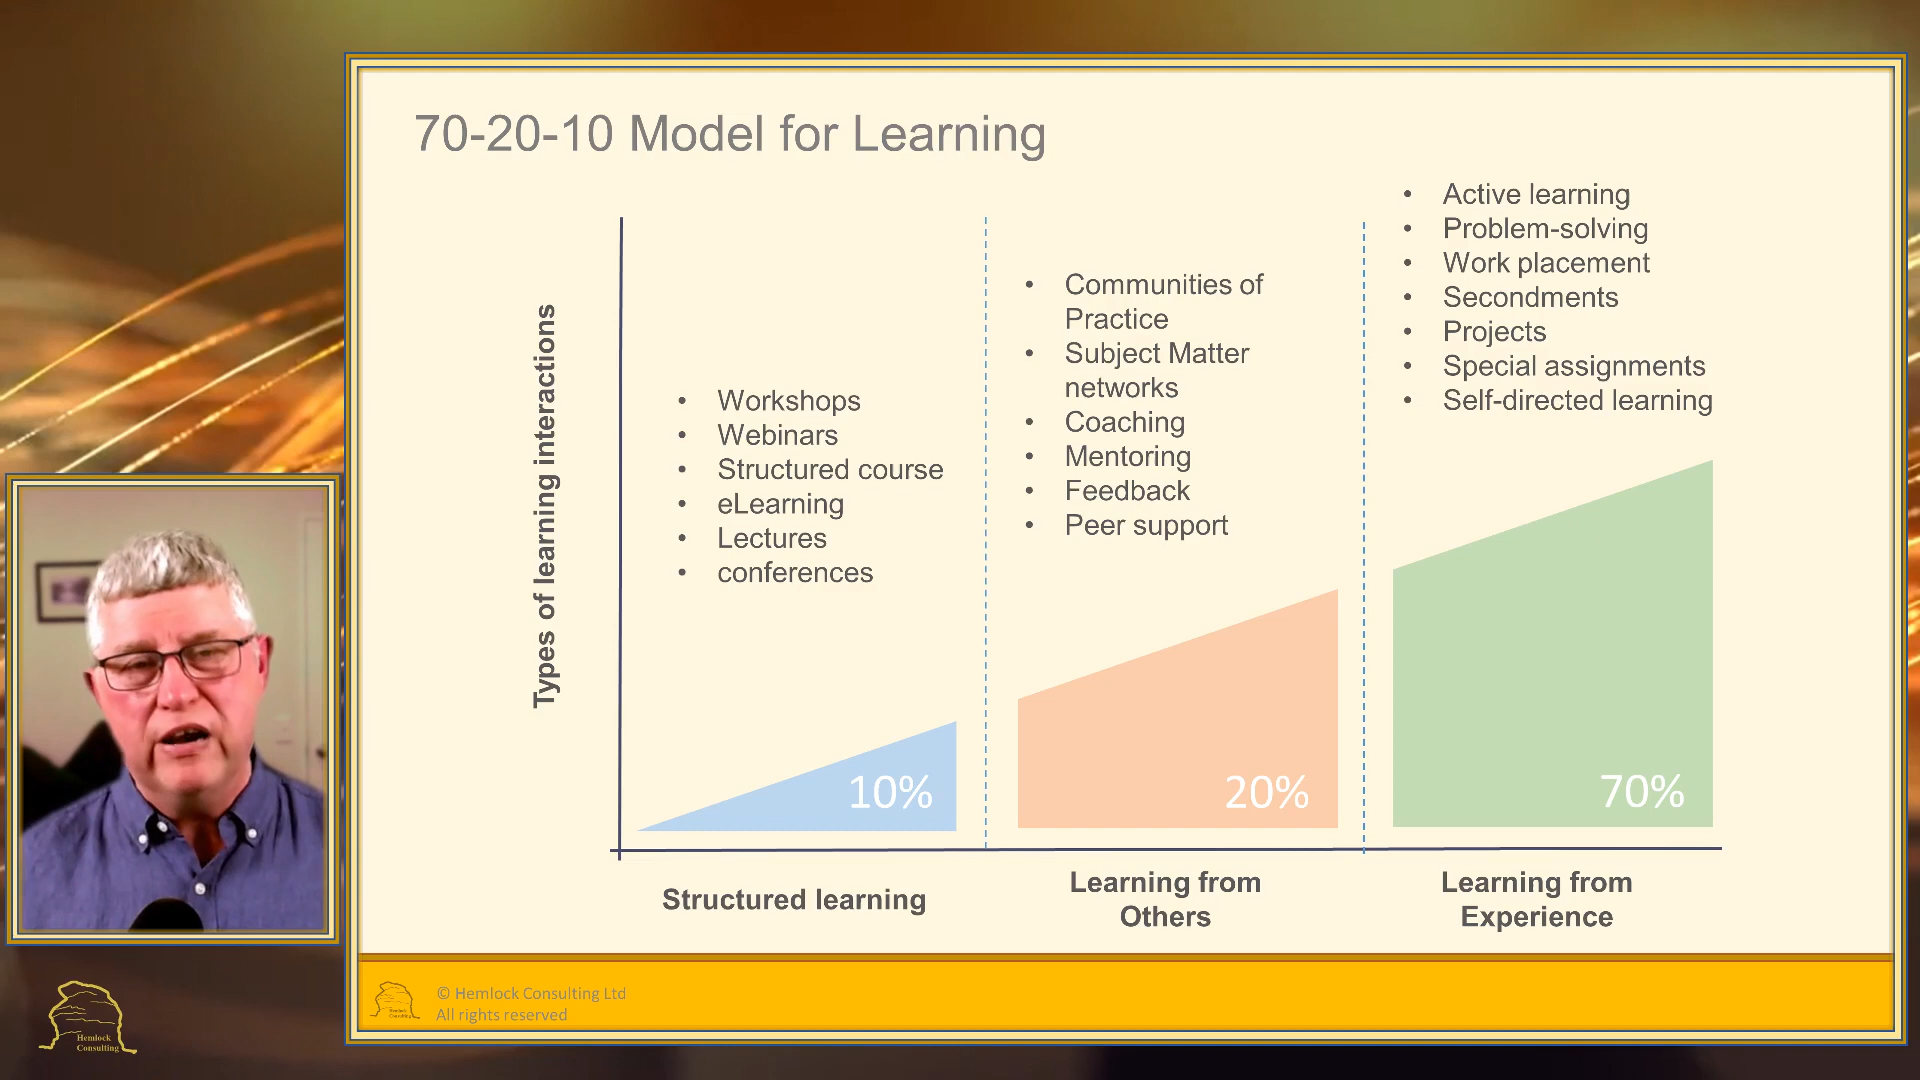 70-20-10 Model for Learning
Types of learning interactions
• Workshops
• Webinars
• Structured course
• eLearning
• Lectures
• conferences
10%
Structured learning
• Communities of
Practice
• Subject Matter
networks
• Coaching
• Mentoring
• Feedback
• Peer support
20%
Learning from
Others
• Active learning
• Problem-solving
• Work placement
• Secondments
• Projects
• Special assignments
• Self-directed learning
70%
Learning from
Experience
Hemlock
Consulting
© Hemlock Consulting Ltd
All rights reserved
Hemlock
Consulting